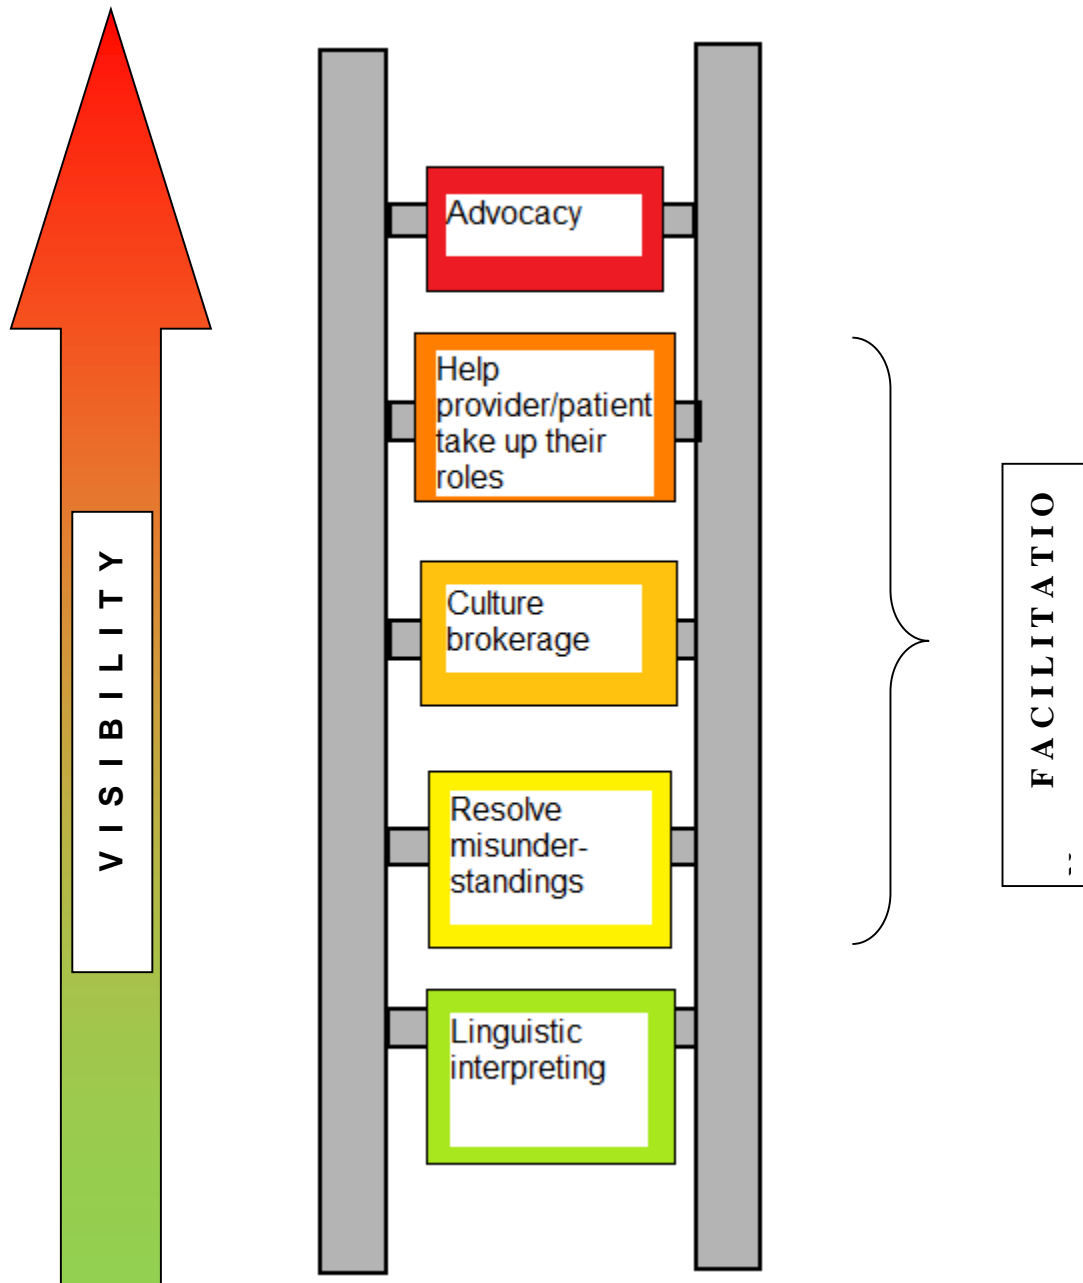 VISIBILITY
Advocacy
Help
provider/patient
take up their
roles
Culture
brokerage
Resolve
misunder-
standings
Linguistic
interpreting
FACILITATIO